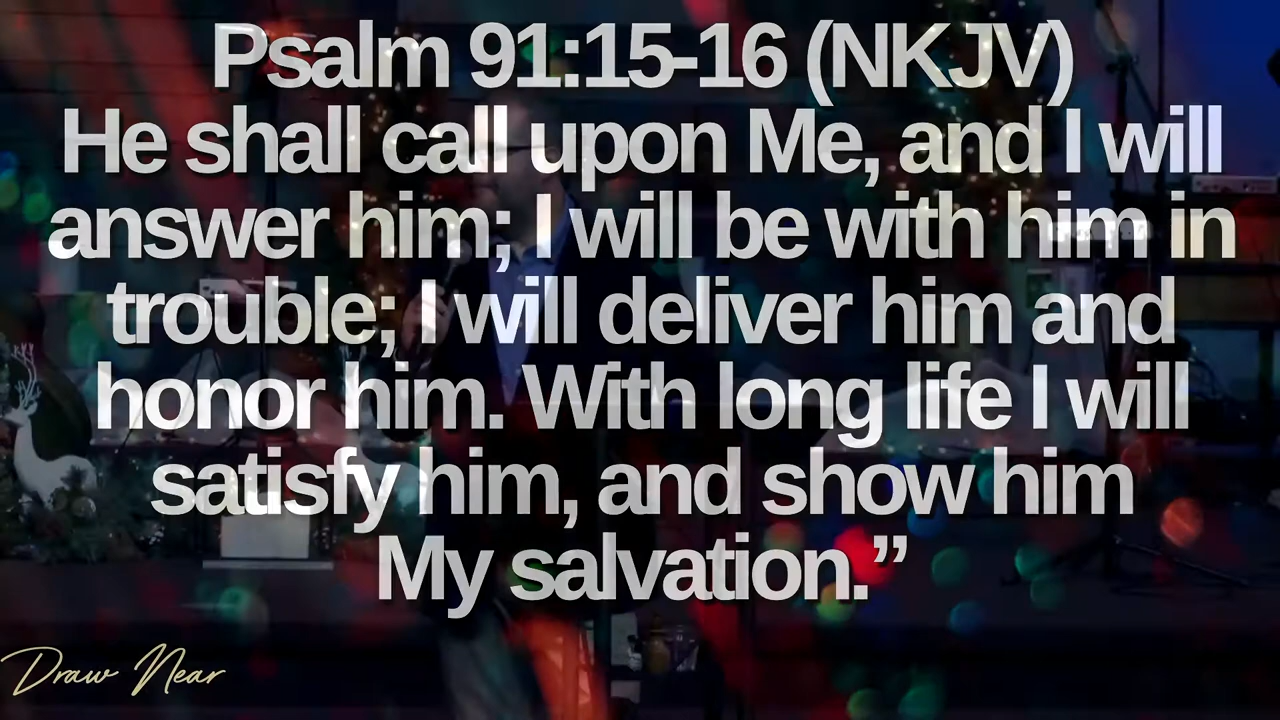 Psalm 91:15-16 (NKJV)
He shall call upon Me, and I will
answer him; I will be with him in
trouble; I will deliver him and
honor him. With long life I will
satisfy him, and show him
My salvation.”
Draw Near